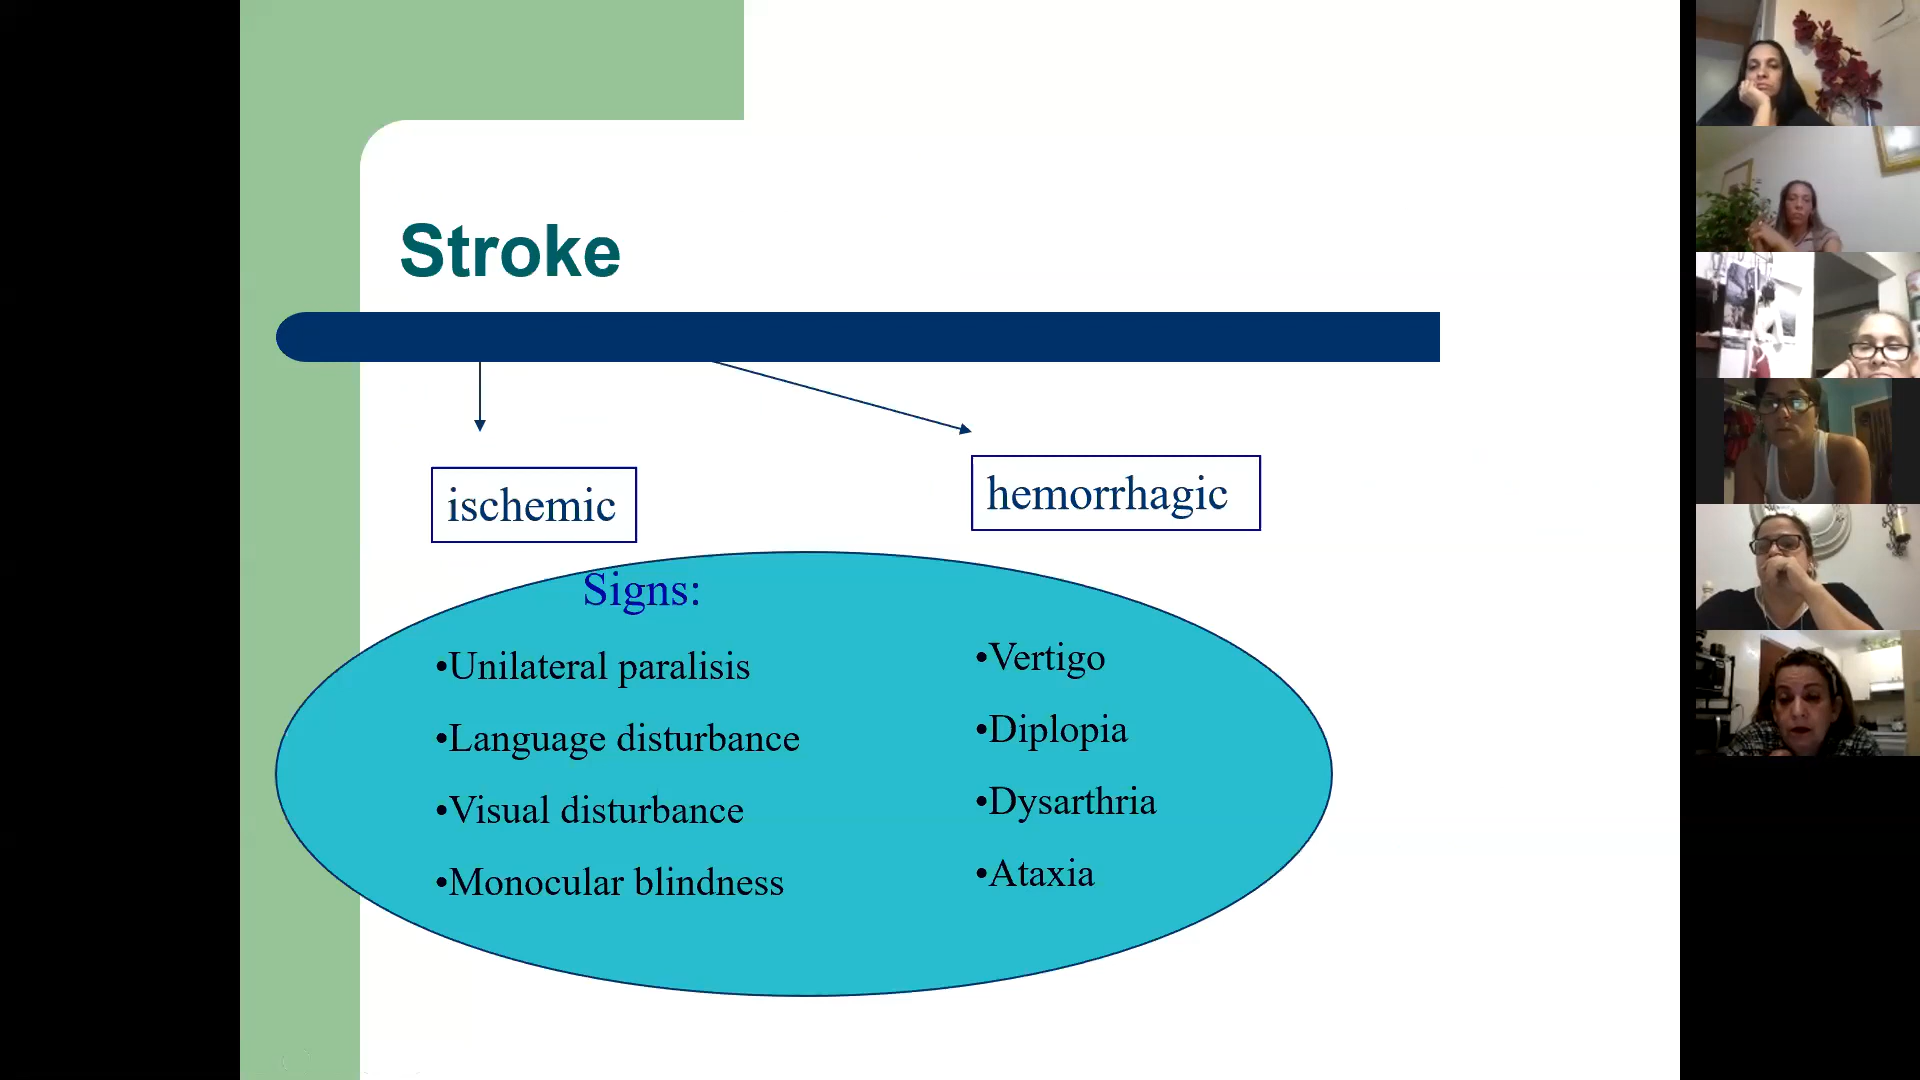 Stroke
ischemic
hemorrhagic
Signs:
•Unilateral paralisis
•Language disturbance
•Visual disturbance
•Monocular blindness
•Vertigo
•Diplopia
•Dysarthria
•Ataxia